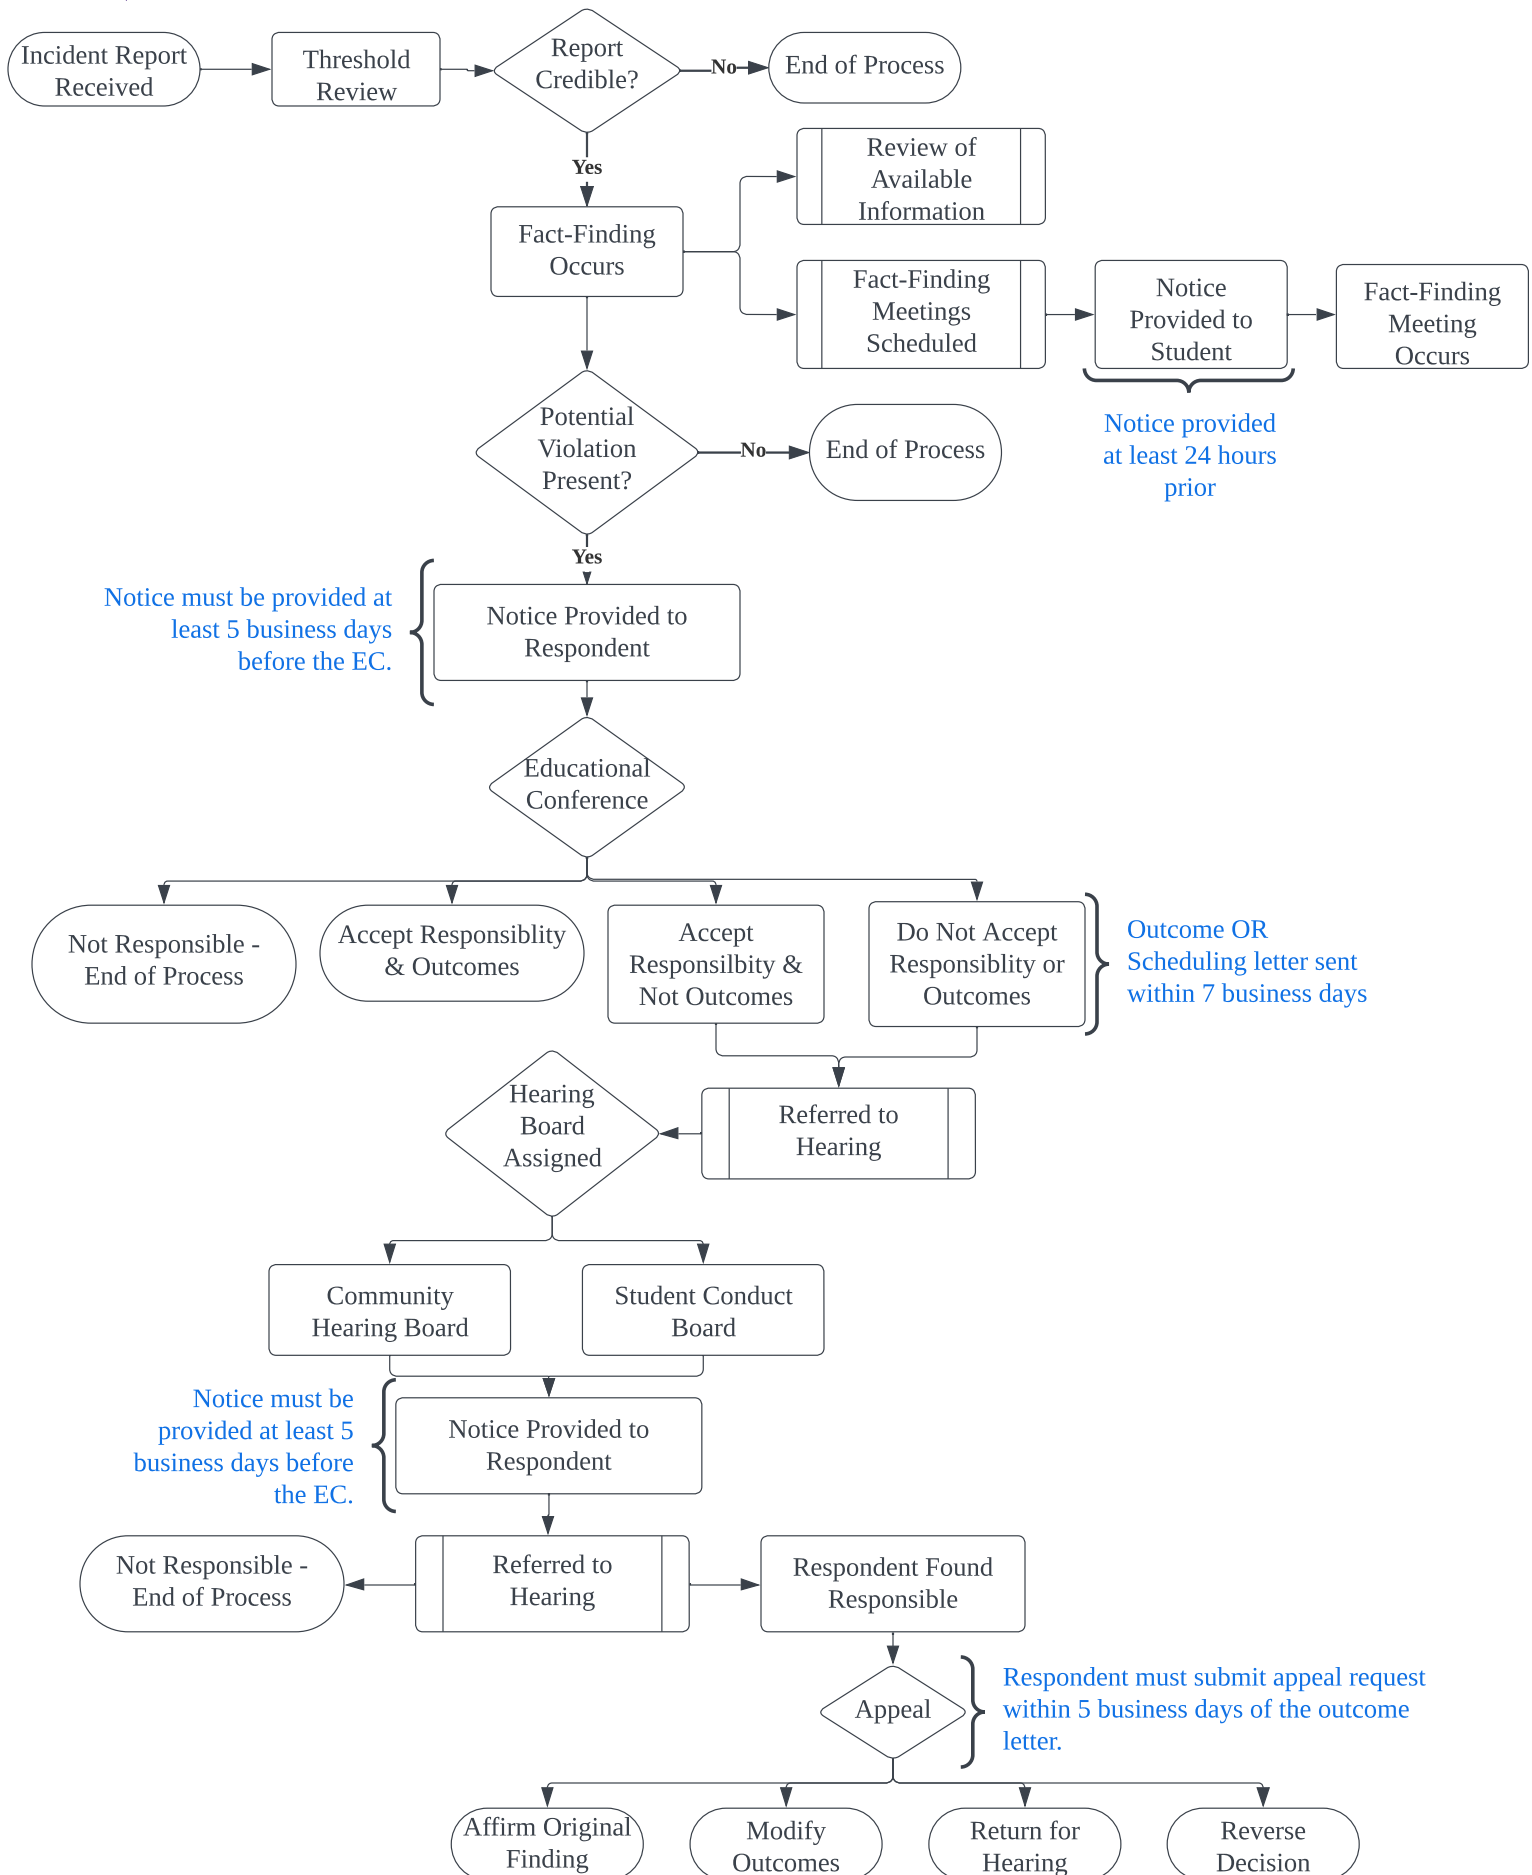 Incident Report
Received
Threshold
Review
Report
Credible?
No
End of Process
Yes
Review of
Available
Information
Fact-Finding
Occurs
Fact-Finding
Meetings
Scheduled
Notice
Provided to
Student
Fact-Finding
Meeting
Occurs
Notice provided
at least 24 hours
prior
Potential
Violation
Present?
No
End of Process
Yes
Notice must be provided at
least 5 business days
before the EC.
Notice Provided to
Respondent
Educational
Conference
Not Responsible -
End of Process
Accept Responsiblity
& Outcomes
Accept
Responsilbity &
Not Outcomes
Do Not Accept
Responsiblity or
Outcomes
Outcome OR
Scheduling letter sent
within 7 business days
Hearing
Board
Assigned
Referred to
Hearing
Community
Hearing Board
Student Conduct
Board
Notice must be
provided at least 5
business days before
the EC.
Notice Provided to
Respondent
Not Responsible -
End of Process
Referred to
Hearing
Respondent Found
Responsible
Appeal
Respondent must submit appeal request
within 5 business days of the outcome
letter.
Affirm Original
Finding
Modify
Outcomes
Return for
Hearing
Reverse
Decision